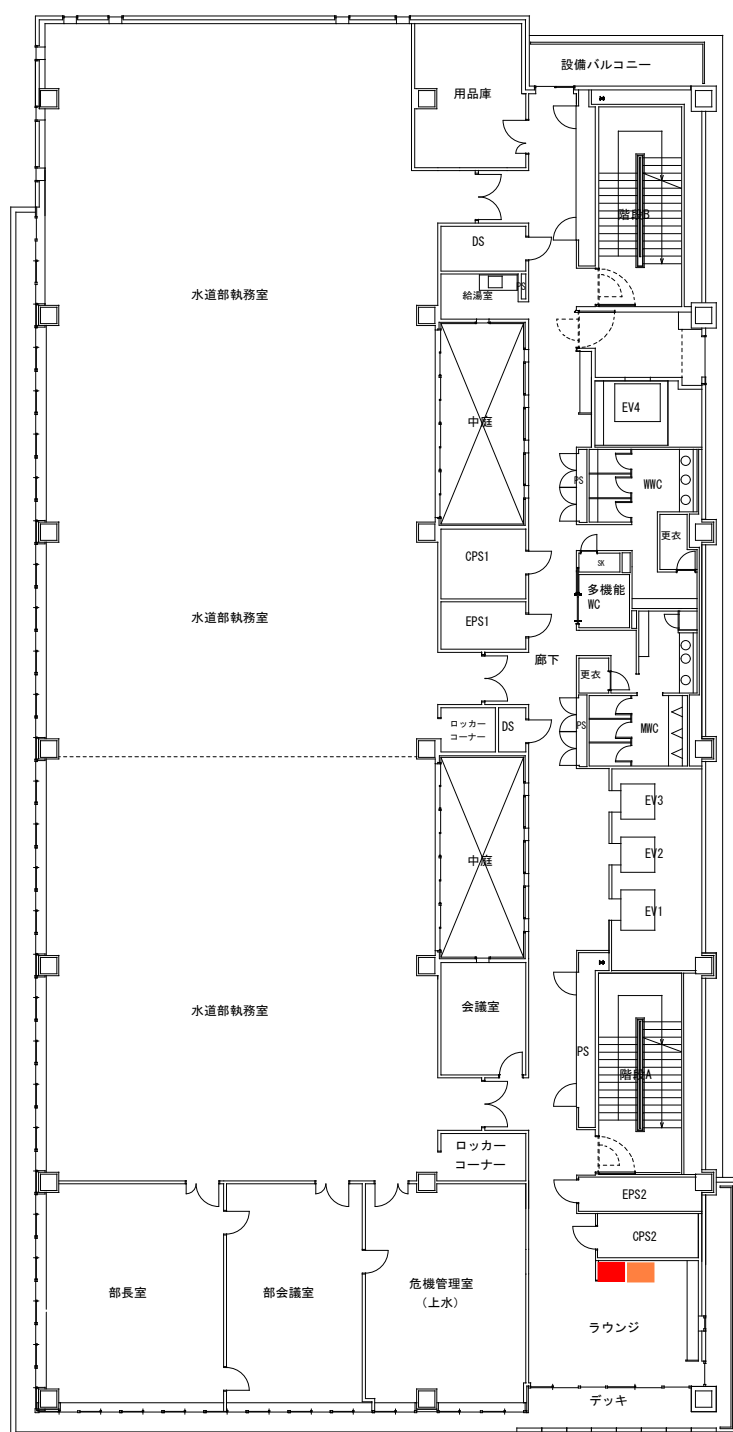 設備バルコニー
用品庫
階段B
DS
給湯室
PS
水道部執務室
中庭
EV4
PS
WWC
更衣
CPS1
SK
多機能
WC
EPS1
水道部執務室
廊下
更衣
ロッカー
コーナー
DS
PS
MWC
EV3
EV2
中庭
EV1
会議室
水道部執務室
PS
階段A
ロッカー
コーナー
EPS2
CPS2
部長室
部会議室
危機管理室
(上水)
ラウンジ
デッキ